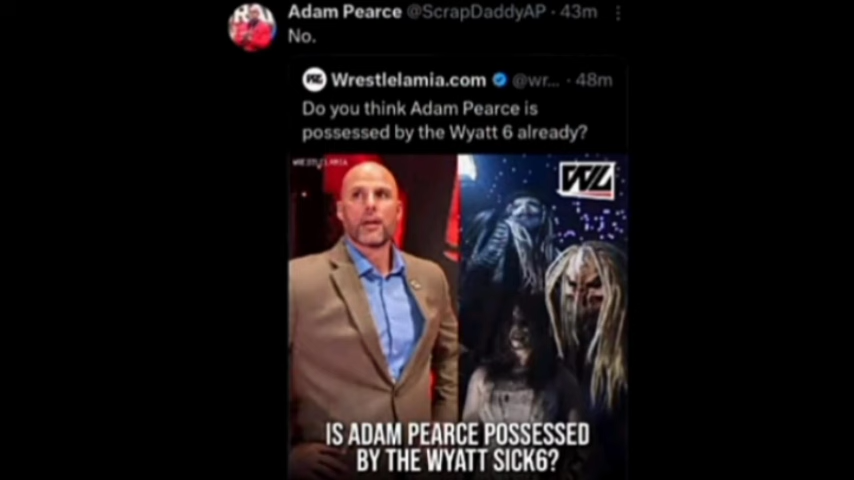 Adam Pearce @ScrapDaddyAP · 43m
No.
Wrestlelamia.com @wr... · 48m
Do you think Adam Pearce is
possessed by the Wyatt 6 already?
WRESTLELAMIA
WL
IS ADAM PEARCE POSSESSED
BY THE WYATT SICK6?